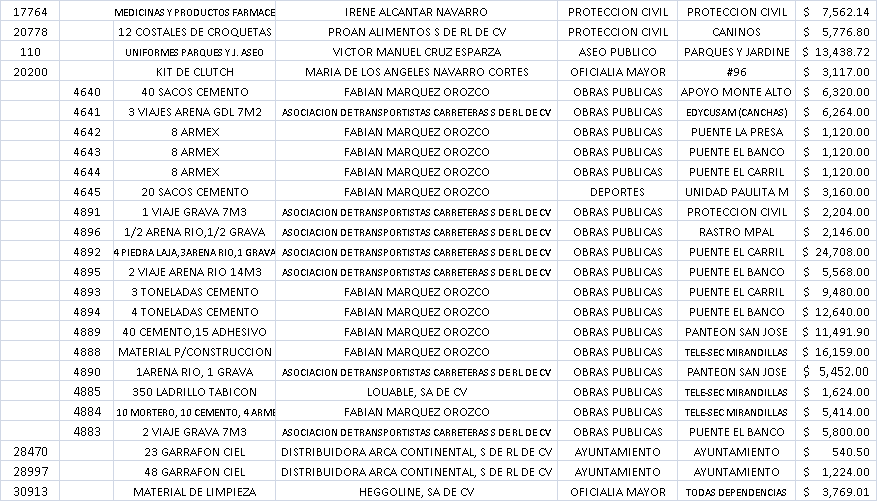 17764 MEDICINAS Y PRODUCTOS FARMACE IRENE ALCANTAR NAVARRO PROTECCION CIVIL PROTECCION CIVIL $ 7,562.14
20778 12 COSTALES DE CROQUETAS PROAN ALIMENTOS S DE RL DE CV PROTECCION CIVIL CANINOS $ 5,776.80
110 UNIFORMES PARQUES Y J. ASEO VICTOR MANUEL CRUZ ESPARZA ASEO PUBLICO PARQUES Y JARDINE $ 13,438.72
20200 KIT DE CLUTCH MARIA DE LOS ANGELES NAVARRO CORTES OFICIALIA MAYOR #96 $ 3,117.00
4640 40 SACOS CEMENTO FABIAN MARQUEZ OROZCO OBRAS PUBLICAS APOYO MONTE ALTO $ 6,320.00
4641 3 VIAJES ARENA GDL 7M2 ASOCIACION DE TRANSPORTISTAS CARRETERAS S DE RL DE CV OBRAS PUBLICAS EDYCUSAM (CANCHAS) $ 6,264.00
4642 8 ARMEX FABIAN MARQUEZ OROZCO OBRAS PUBLICAS PUENTE LA PRESA $ 1,120.00
4643 8 ARMEX FABIAN MARQUEZ OROZCO OBRAS PUBLICAS PUENTE EL BANCO $ 1,120.00
4644 8 ARMEX FABIAN MARQUEZ OROZCO OBRAS PUBLICAS PUENTE EL CARRIL $ 1,120.00
4645 20 SACOS CEMENTO FABIAN MARQUEZ OROZCO DEPORTES UNIDAD PAULITA M $ 3,160.00
4891 1 VIAJE GRAVA 7M3 ASOCIACION DE TRANSPORTISTAS CARRETERAS S DE RL DE CV OBRAS PUBLICAS PROTECCION CIVIL $ 2,204.00
4896 1/2 ARENA RIO,1/2 GRAVA ASOCIACION DE TRANSPORTISTAS CARRETERAS S DE RL DE CV OBRAS PUBLICAS RASTRO MPAL $ 2,146.00
4892 4 PIEDRA LAJA,3ARENA RIO,1 GRAVA ASOCIACION DE TRANSPORTISTAS CARRETERAS S DE RL DE CV OBRAS PUBLICAS PUENTE EL CARRIL $ 24,708.00
4895 2 VIAJE ARENA RIO 14M3 ASOCIACION DE TRANSPORTISTAS CARRETERAS S DE RL DE CV OBRAS PUBLICAS PUENTE EL BANCO $ 5,568.00
4893 3 TONELADAS CEMENTO FABIAN MARQUEZ OROZCO OBRAS PUBLICAS PUENTE EL CARRIL $ 9,480.00
4894 4 TONELADAS CEMENTO FABIAN MARQUEZ OROZCO OBRAS PUBLICAS PUENTE EL BANCO $ 12,640.00
4889 40 CEMENTO,15 ADHESIVO FABIAN MARQUEZ OROZCO OBRAS PUBLICAS PANTEON SAN JOSE $ 11,491.90
4888 MATERIAL P/CONSTRUCCION FABIAN MARQUEZ OROZCO OBRAS PUBLICAS TELE-SEC MIRANDILLAS $ 16,159.00
4890 1ARENA RIO, 1 GRAVA ASOCIACION DE TRANSPORTISTAS CARRETERAS S DE RL DE CV OBRAS PUBLICAS PANTEON SAN JOSE $ 5,452.00
4885 350 LADRILLO TABICON LOUABLE, SA DE CV OBRAS PUBLICAS TELE-SEC MIRANDILLAS $ 1,624.00
4884 10 MORTERO, 10 CEMENTO, 4 ARME FABIAN MARQUEZ OROZCO OBRAS PUBLICAS TELE-SEC MIRANDILLAS $ 5,414.00
4883 2 VIAJE GRAVA 7M3 ASOCIACION DE TRANSPORTISTAS CARRETERAS S DE RL DE CV OBRAS PUBLICAS PUENTE EL BANCO $ 5,800.00
28470 23 GARRAFON CIEL DISTRIBUIDORA ARCA CONTINENTAL, S DE RL DE CV AYUNTAMIENTO AYUNTAMIENTO $ 540.50
28997 48 GARRAFON CIEL DISTRIBUIDORA ARCA CONTINENTAL, S DE RL DE CV AYUNTAMIENTO AYUNTAMIENTO $ 1,224.00
30913 MATERIAL DE LIMPIEZA HEGGOLINE, SA DE CV OFICIALIA MAYOR TODAS DEPENDENCIAS $ 3,769.01